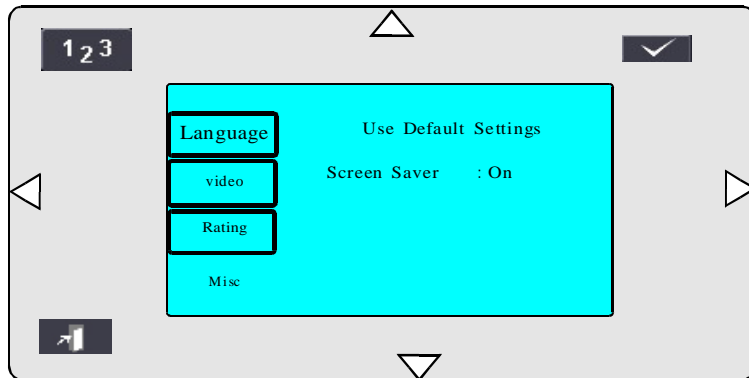 1 2 3
Language
Use Default Settings
Screen Saver : On
video
Rating
Misc